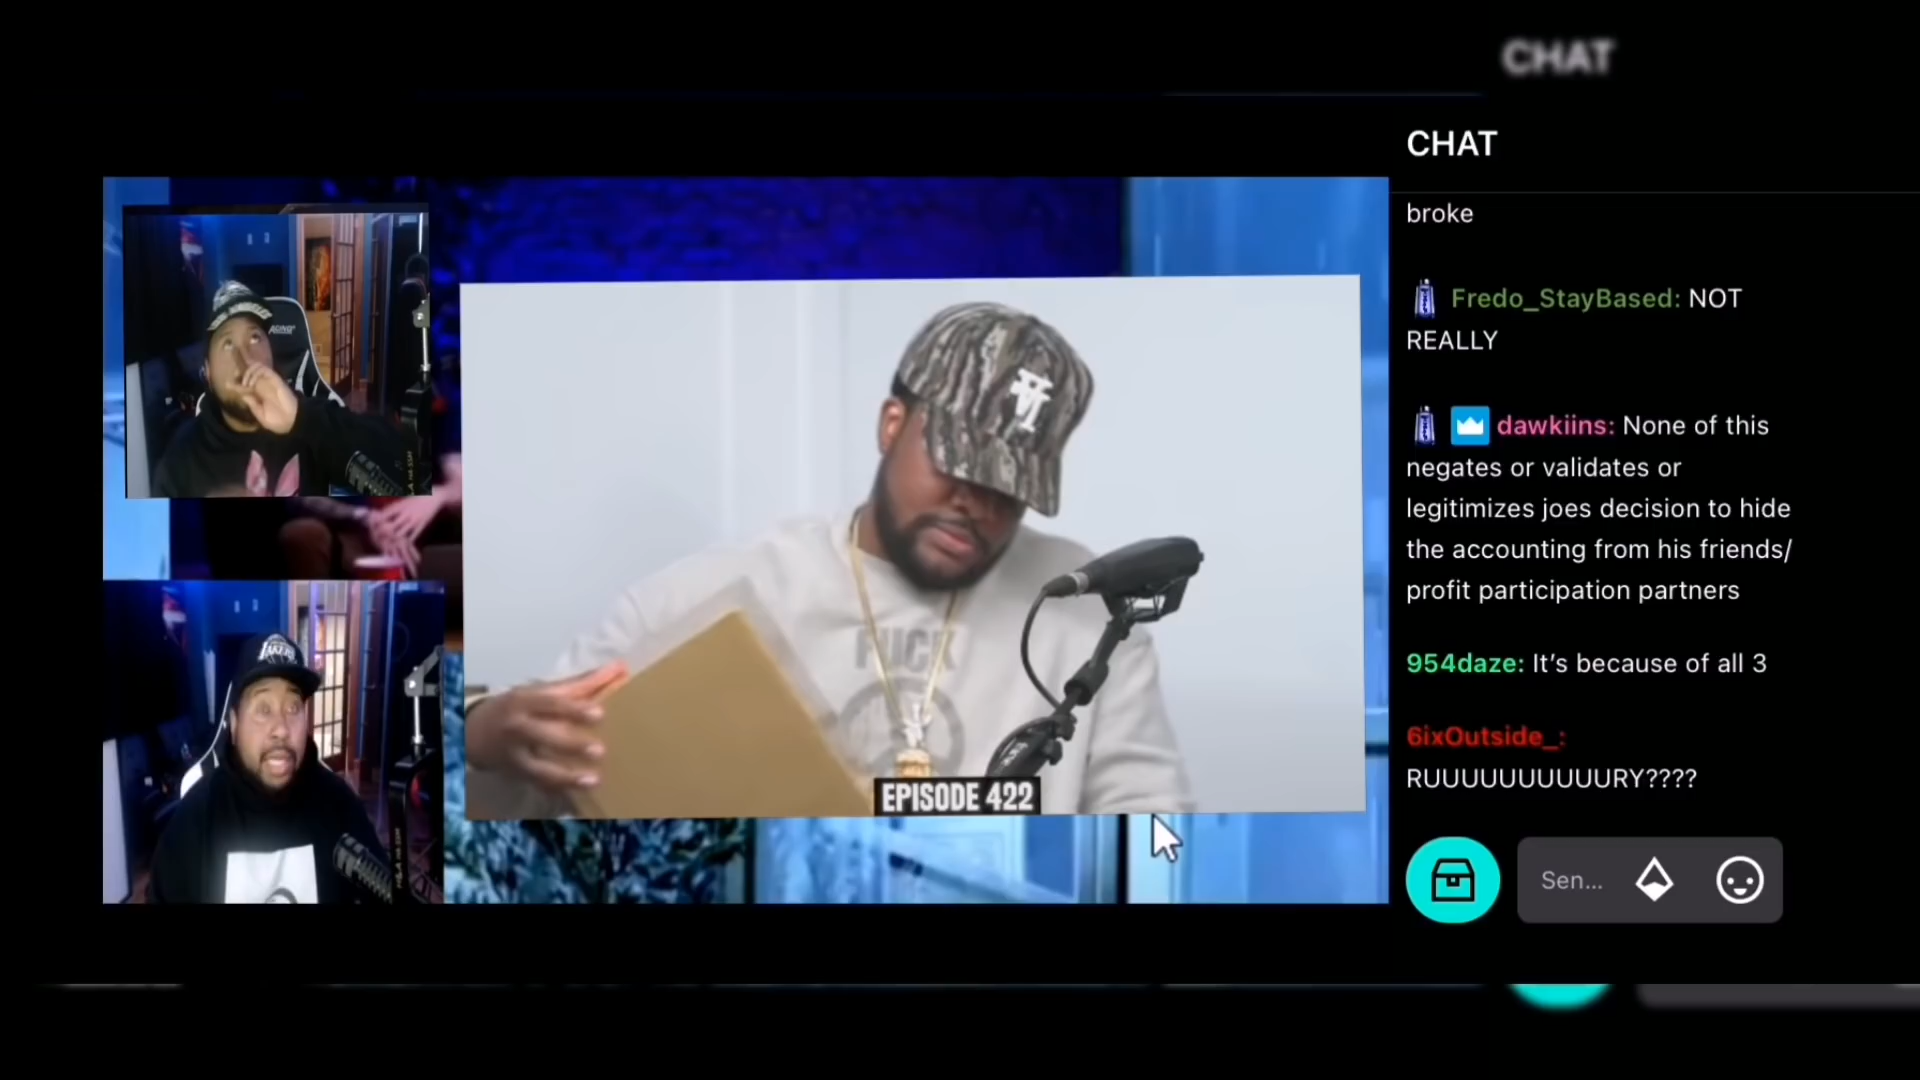 CHAT
CHAT
broke
Fredo_StayBased: NOT
REALLY
dawkiins: None of this
negates or validates or
legitimizes joes decision to hide
the accounting from his friends/
profit participation partners
954daze: It's because of all 3
6ixOutside_:
RUUUUUUUUUURY????
Sen...
LAKERS
FUCK
EPISODE 422